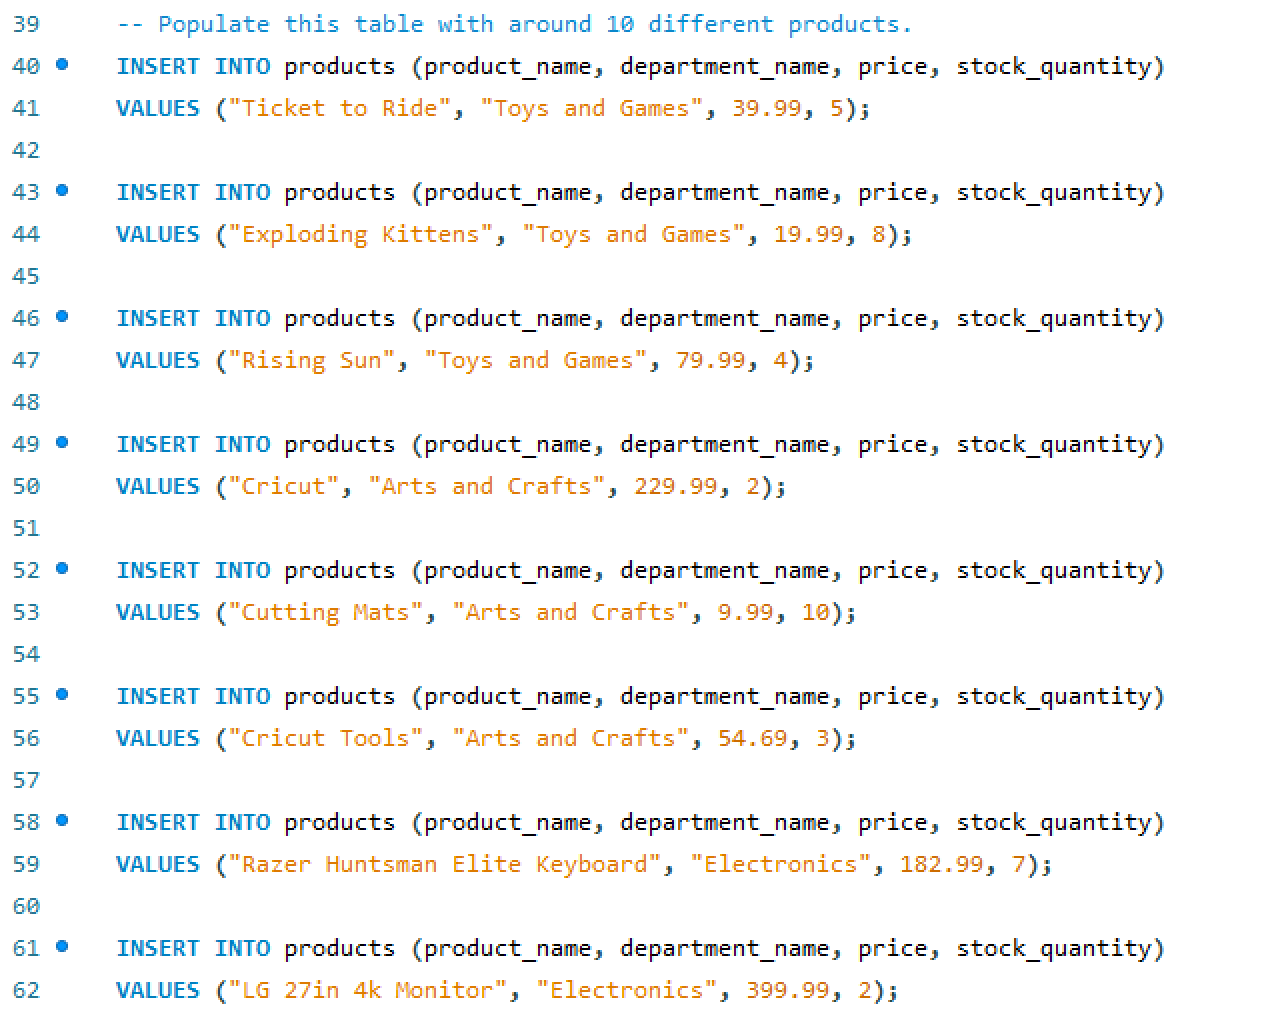 39 -- Populate this table with around 10 different products.
40 INSERT INTO products (product_name, department_name, price, stock_quantity)
41 VALUES ("Ticket to Ride", "Toys and Games", 39.99, 5);
42
43 INSERT INTO products (product_name, department_name, price, stock_quantity)
44 VALUES ("Exploding Kittens", "Toys and Games", 19.99, 8);
45
46 INSERT INTO products (product_name, department_name, price, stock_quantity)
47 VALUES ("Rising Sun", "Toys and Games", 79.99, 4);
48
49 INSERT INTO products (product_name, department_name, price, stock_quantity)
50 VALUES ("Cricut", "Arts and Crafts", 229.99, 2);
51
52 INSERT INTO products (product_name, department_name, price, stock_quantity)
53 VALUES ("Cutting Mats", "Arts and Crafts", 9.99, 10);
54
55 INSERT INTO products (product_name, department_name, price, stock_quantity)
56 VALUES ("Cricut Tools", "Arts and Crafts", 54.69, 3);
57
58 INSERT INTO products (product_name, department_name, price, stock_quantity)
59 VALUES ("Razer Huntsman Elite Keyboard", "Electronics", 182.99, 7);
60
61 INSERT INTO products (product_name, department_name, price, stock_quantity)
62 VALUES ("LG 27in 4k Monitor", "Electronics", 399.99, 2);